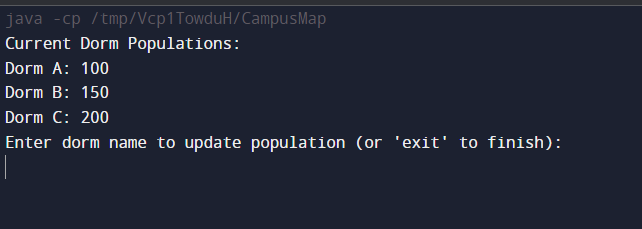 java -cp /tmp/Vcp1TowduH/CampusMap
Current Dorm Populations:
Dorm A: 100
Dorm B: 150
Dorm C: 200
Enter dorm name to update population (or 'exit' to finish):